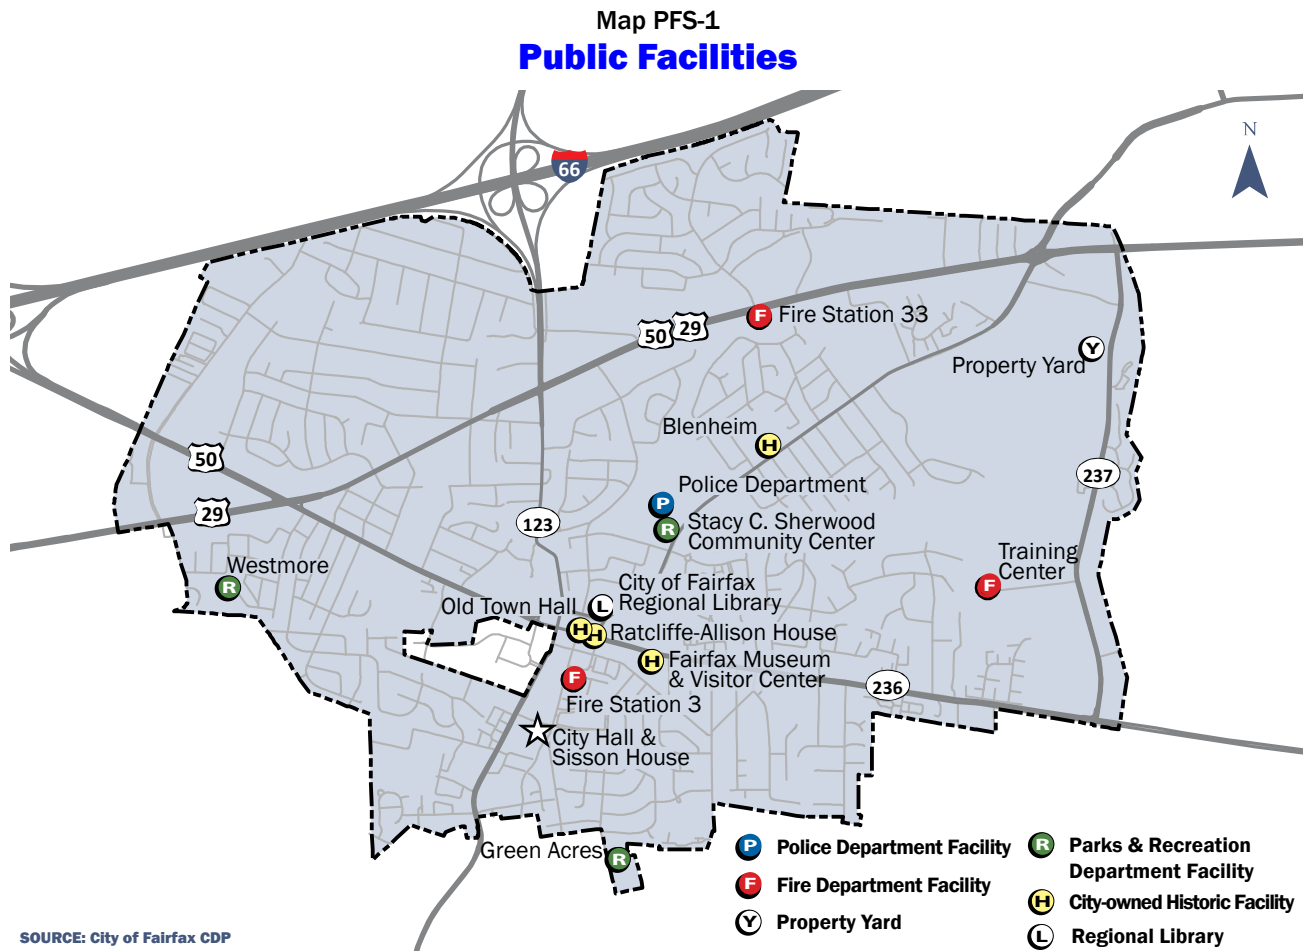 Map PFS-1
Public Facilities
66
N
50
29
F
Fire Station 33
Y
Property Yard
Blenheim
H
50
237
Police Department
P
29
123
R
Stacy C. Sherwood
Community Center
Westmore
R
Training
Center
F
City of Fairfax
Regional Library
L
Old Town Hall
H
H
Ratcliffe-Allison House
H
Fairfax Museum
& Visitor Center
F
236
Fire Station 3
City Hall &
Sisson House
Green Acres
R
P
Police Department Facility
F
Fire Department Facility
Y
Property Yard
R
Parks & Recreation
Department Facility
H
City-owned Historic Facility
L
Regional Library
SOURCE: City of Fairfax CDP